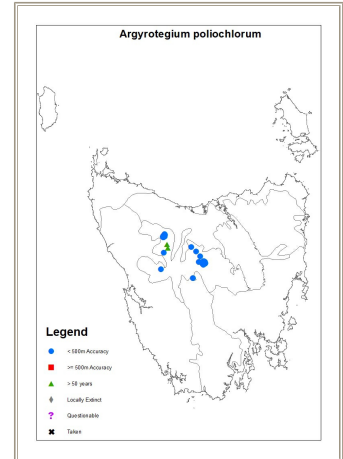 Argyrotegium poliochlorum
Legend
< 500m Accuracy
>= 500m Accuracy
> 50 years
Locally Extinct
? Questionable
Taken